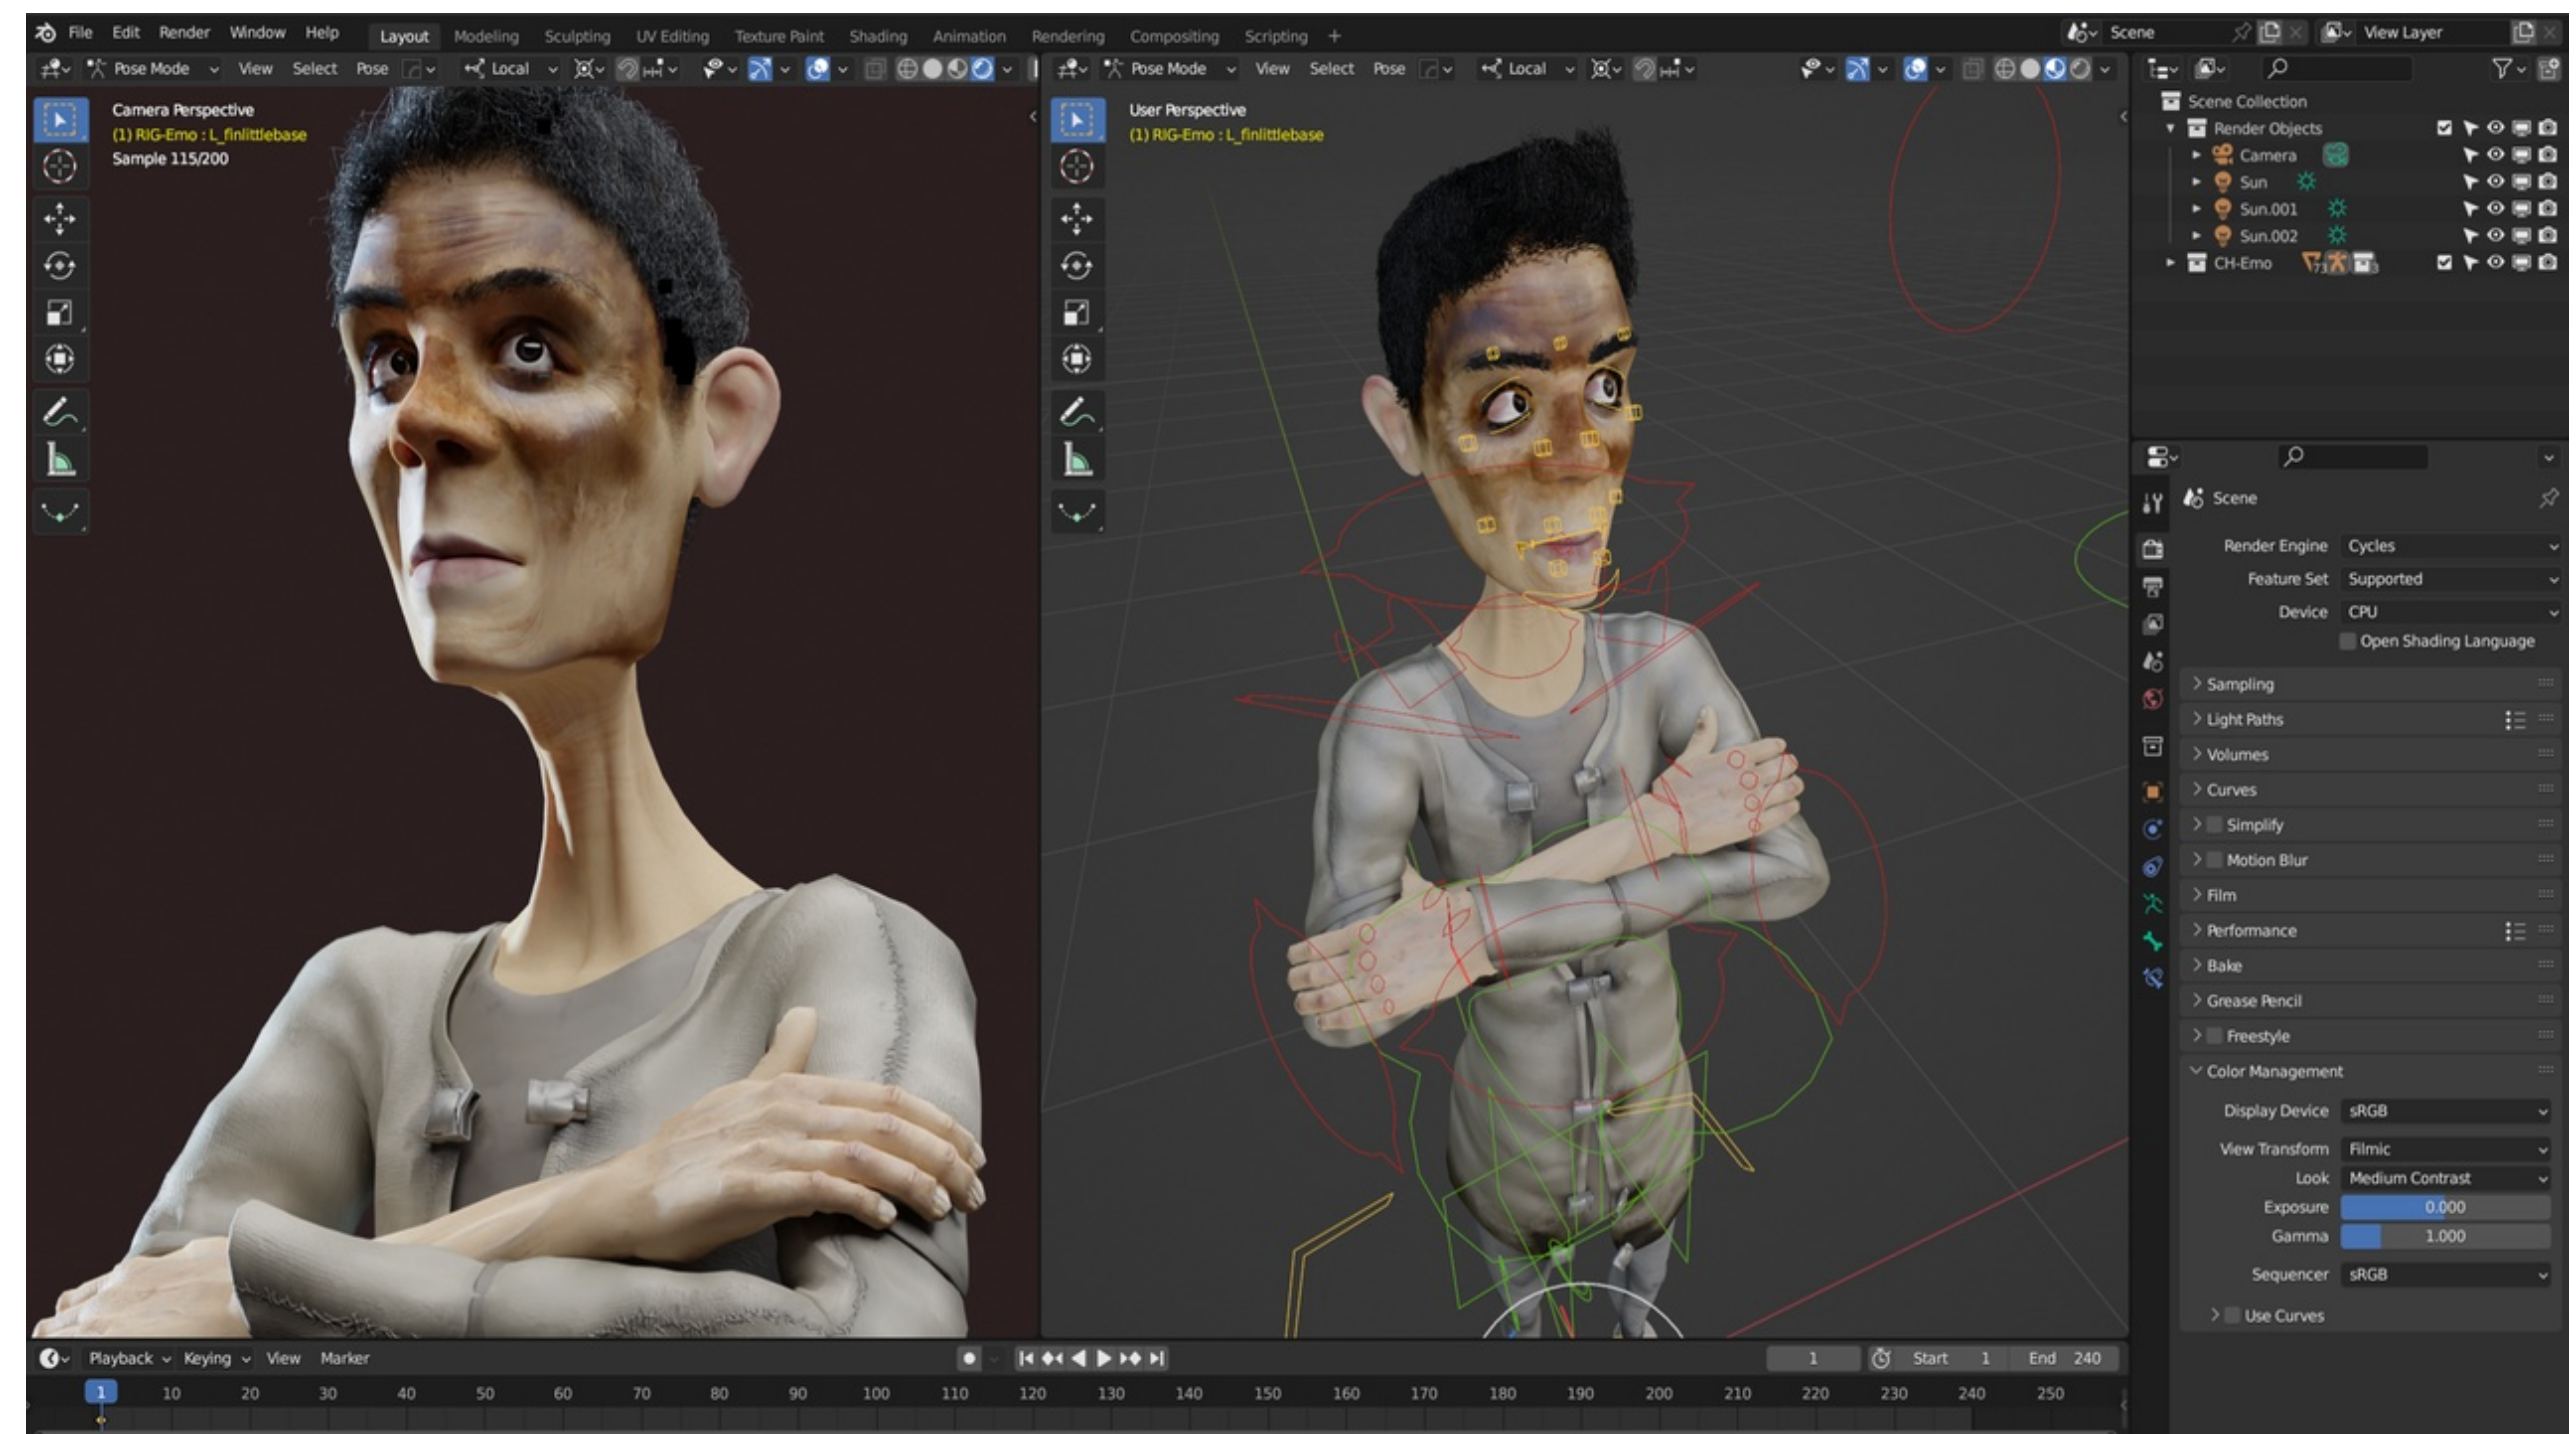 File Edit Render Window Help Layout Modeling Sculpting UV Editing Texture Paint Shading Animation Rendering Compositing Scripting + Scene View Layer
Pose Mode View Select Pose Local
Pose Mode View Select Pose Local
Camera Perspective
(1) RIG-Emo : L_finlittlebase
Sample 115/200
User Perspective
(1) RIG-Emo : L_finlittlebase
Scene Collection
Render Objects
Camera
Sun
Sun.001
Sun.002
CH-Emo 73 3
Scene
Render Engine Cycles
Feature Set Supported
Device CPU
Open Shading Language
Sampling
Light Paths
Volumes
Curves
Simplify
Motion Blur
Film
Performance
Bake
Grease Pencil
Freestyle
Color Management
Display Device sRGB
View Transform Filmic
Look Medium Contrast
Exposure 0.000
Gamma 1.000
Sequencer sRGB
Use Curves
Playback Keying View Marker 1 Start 1 End 240
1 10 20 30 40 50 60 70 80 90 100 110 120 130 140 150 160 170 180 190 200 210 220 230 240 250